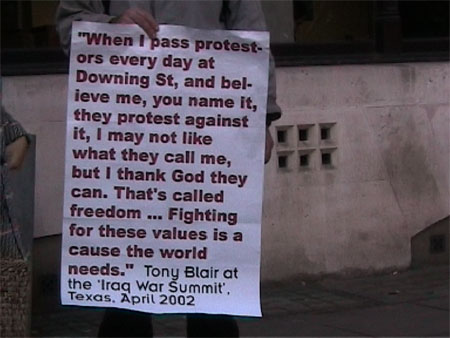 "When I pass protest-
ors every day at
Downing St, and bel-
ieve me, you name it,
they protest against
it, I may not like
what they call me,
but I thank God they
can. That's called
freedom ... Fighting
for these values is a
cause the world
needs." Tony Blair at
the 'Iraq War Summit',
Texas, April 2002